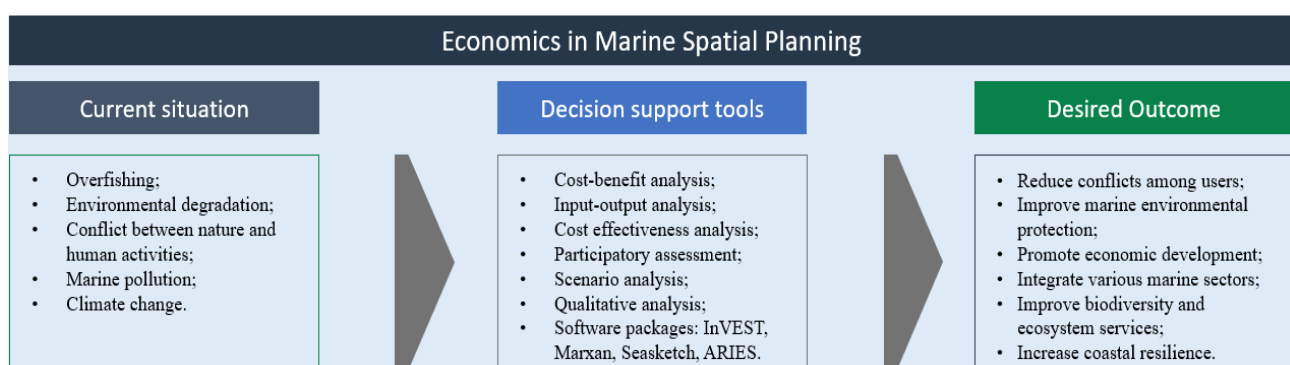 Economics in Marine Spatial Planning
Current situation
• Overfishing;
• Environmental degradation;
• Conflict between nature and
human activities;
• Marine pollution;
• Climate change.
Decision support tools
• Cost-benefit analysis;
• Input-output analysis;
• Cost effectiveness analysis;
• Participatory assessment;
• Scenario analysis;
• Qualitative analysis;
• Software packages: InVEST,
Marxan, Seasketch, ARIES.
Desired Outcome
• Reduce conflicts among users;
• Improve marine environmental
protection;
• Promote economic development;
• Integrate various marine sectors;
• Improve biodiversity and
ecosystem services;
• Increase coastal resilience.